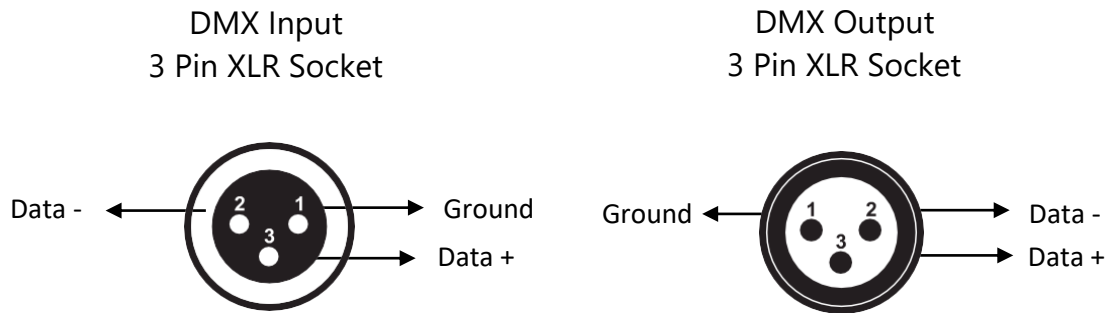 DMX Input
3 Pin XLR Socket
Data -
2
1
3
Ground
Data +
DMX Output
3 Pin XLR Socket
Ground
1
2
3
Data -
Data +